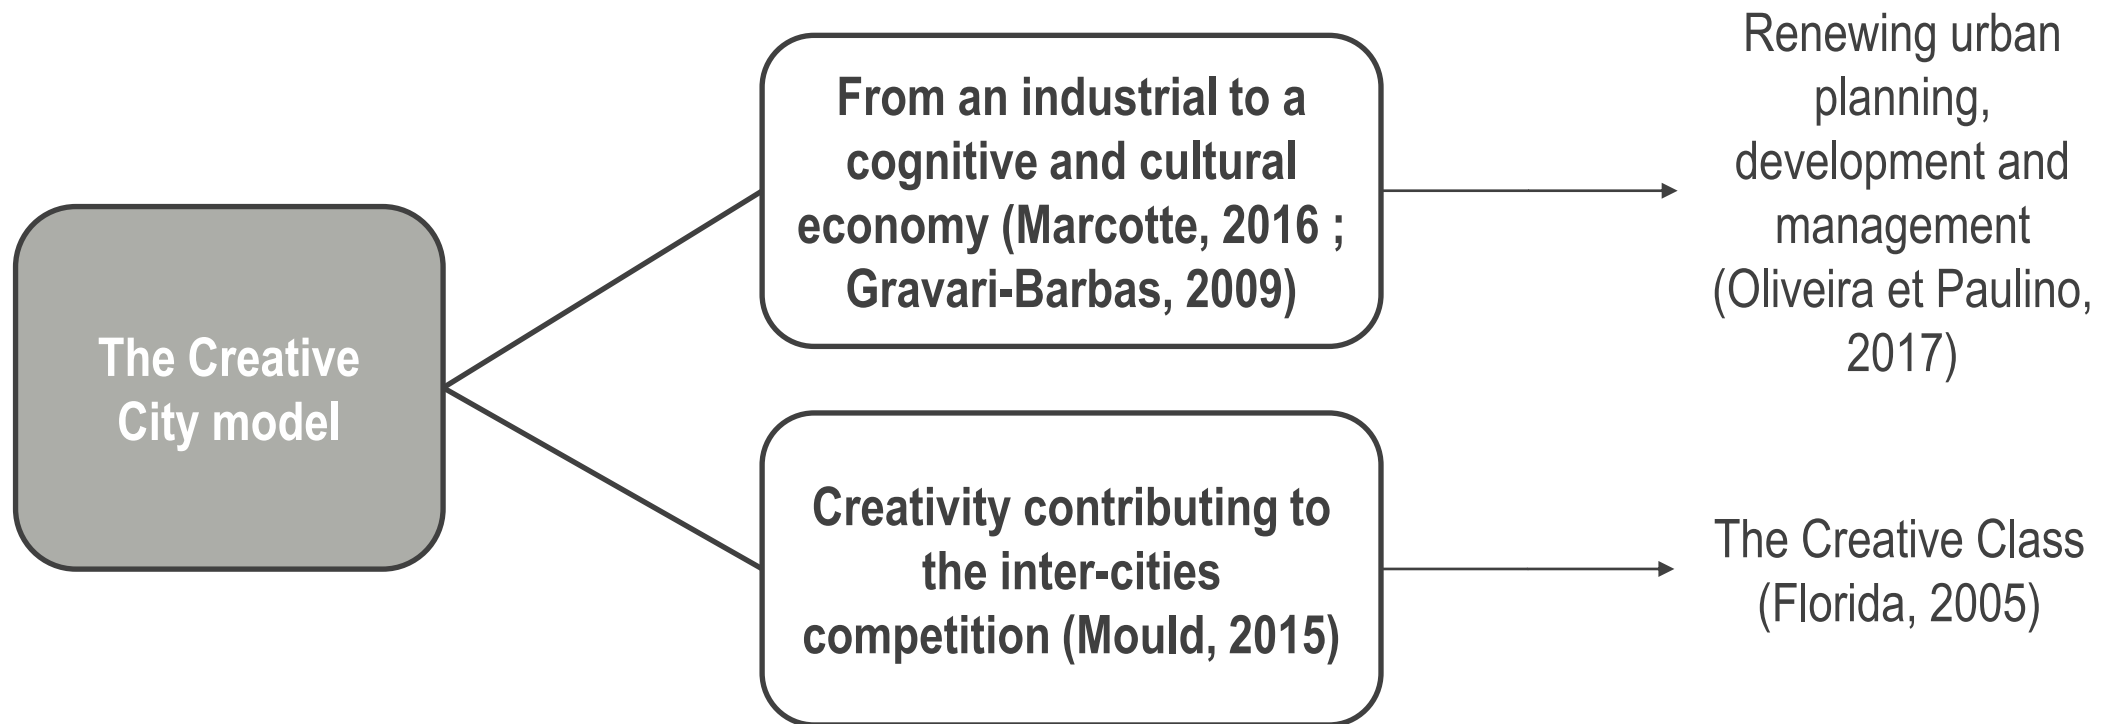 The Creative
City model
From an industrial to a
cognitive and cultural
economy (Marcotte, 2016 ;
Gravari-Barbas, 2009)
Renewing urban
planning,
development and
management
(Oliveira et Paulino,
2017)
Creativity contributing to
the inter-cities
competition (Mould, 2015)
The Creative Class
(Florida, 2005)